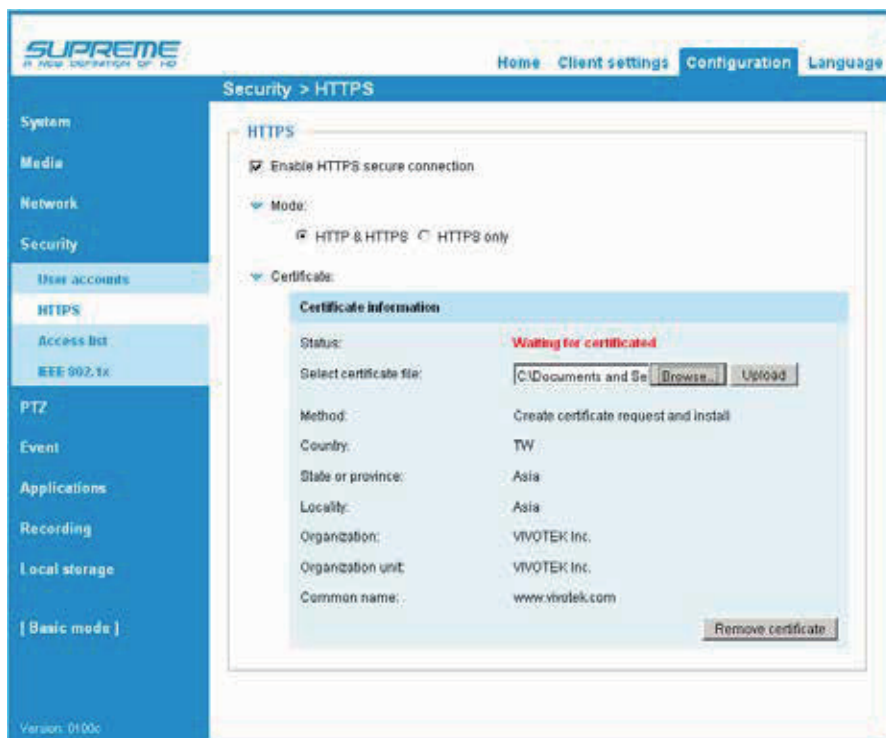 SUPREME
A NEW DEFINITION OF HD
Home Client settings Configuration Language
Security > HTTPS
System
Media
Network
Security
User accounts
HTTPS
Access list
IEEE 802.1x
PTZ
Event
Applications
Recording
Local storage
[ Basic mode ]
Version: 0100c
HTTPS
Enable HTTPS secure connection
Mode:
HTTP & HTTPS HTTPS only
Certificate:
Certificate information
Status: Waiting for certificated
Select certificate file: C:\Documents and Se Browse... Upload
Method: Create certificate request and install
Country: TW
State or province: Asia
Locality: Asia
Organization: VIVOTEK Inc.
Organization unit: VIVOTEK Inc.
Common name: www.vivotek.com
Remove certificate